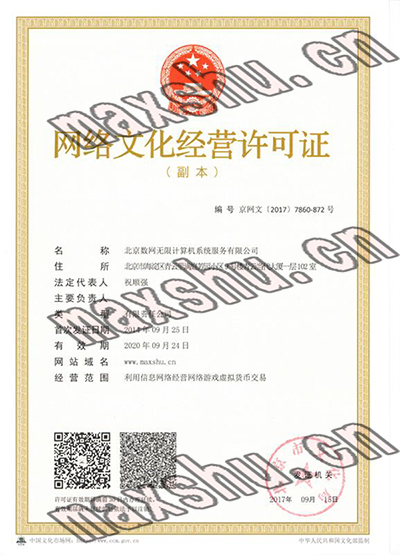 maxshu.cn
网络文化经营许可证
（副本）
编 号 京网文〔2017〕7860-872号
名 称 北京数网无限计算机系统服务有限公司
住 所 北京市海淀区 一层102室
法定代表人 祝顺强
主要负责人
类 型 有限责任公司
首次发证日期 2014年09月25日
有 效 期 2020年09月24日
网站域名 www.maxshu.cn
经营范围 利用信息网络经营网络游戏虚拟货币交易
maxshu.cn
maxshu.cn
发证机关
2017年09月15日
中国文化市场网：http://www.ccm.gov.cn
中华人民共和国文化部监制